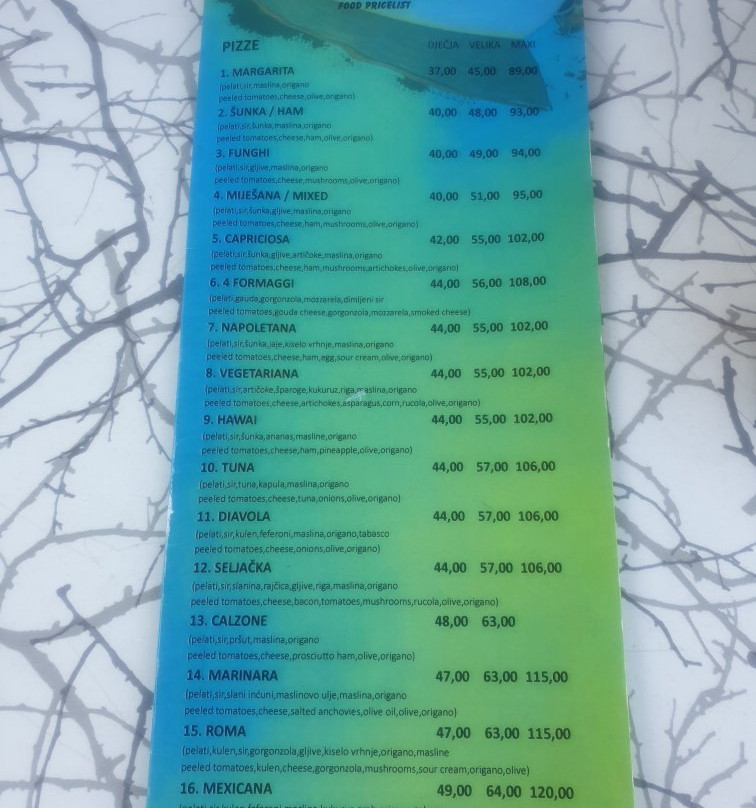 FOOD PRICELIST
PIZZE DJEČJA VELIKA MAXI
1. MARGARITA 37,00 45,00 89,00
(pelati,sir,maslina,origano
peeled tomatoes,cheese,olive,origano)
2. ŠUNKA / HAM 40,00 48,00 93,00
(pelati,sir,šunka,maslina,origano
peeled tomatoes,cheese,ham,olive,origano)
3. FUNGHI 40,00 49,00 94,00
(pelati,sir,gljive,maslina,origano
peeled tomatoes,cheese,mushrooms,olive,origano)
4. MIJEŠANA / MIXED 40,00 51,00 95,00
(pelati,sir,šunka,gljive,maslina,origano
peeled tomatoes,cheese,ham,mushrooms,olive,origano)
5. CAPRICIOSA 42,00 55,00 102,00
(pelati,sir,šunka,gljive,artičoke,maslina,origano
peeled tomatoes,cheese,ham,mushrooms,artichokes,olive,origano)
6. 4 FORMAGGI 44,00 56,00 108,00
(pelati,gauda,gorgonzola,mozzarela,dimljeni sir
peeled tomatoes,gouda cheese,gorgonzola,mozzarela,smoked cheese)
7. NAPOLETANA 44,00 55,00 102,00
(pelati,sir,šunka,jaje,kiselo vrhnje,maslina,origano
peeled tomatoes,cheese,ham,egg,sour cream,olive,origano)
8. VEGETARIANA 44,00 55,00 102,00
(pelati,sir,artičoke,šparoge,kukuruz,riga,maslina,origano
peeled tomatoes,cheese,artichokes,asparagus,corn,rucola,olive,origano)
9. HAWAI 44,00 55,00 102,00
(pelati,sir,šunka,ananas,masline,origano
peeled tomatoes,cheese,ham,pineapple,olive,origano)
10. TUNA 44,00 57,00 106,00
(pelati,sir,tuna,kapula,maslina,origano
peeled tomatoes,cheese,tuna,onions,olive,origano)
11. DIAVOLA 44,00 57,00 106,00
(pelati,sir,kulen,feferoni,maslina,origano,tabasco
peeled tomatoes,cheese,onions,olive,origano)
12. SELJAČKA 44,00 57,00 106,00
(pelati,sir,slanina,rajčica,gljive,riga,maslina,origano
peeled tomatoes,cheese,bacon,tomatoes,mushrooms,rucola,olive,origano)
13. CALZONE 48,00 63,00
(pelati,sir,pršut,maslina,origano
peeled tomatoes,cheese,prosciutto ham,olive,origano)
14. MARINARA 47,00 63,00 115,00
(pelati,sir,slani inćuni,maslinovo ulje,maslina,origano
peeled tomatoes,cheese,salted anchovies,olive oil,olive,origano)
15. ROMA 47,00 63,00 115,00
(pelati,kulen,sir,gorgonzola,gljive,kiselo vrhnje,origano,masline
peeled tomatoes,kulen,cheese,gorgonzola,mushrooms,sour cream,origano,olive)
16. MEXICANA 49,00 64,00 120,00